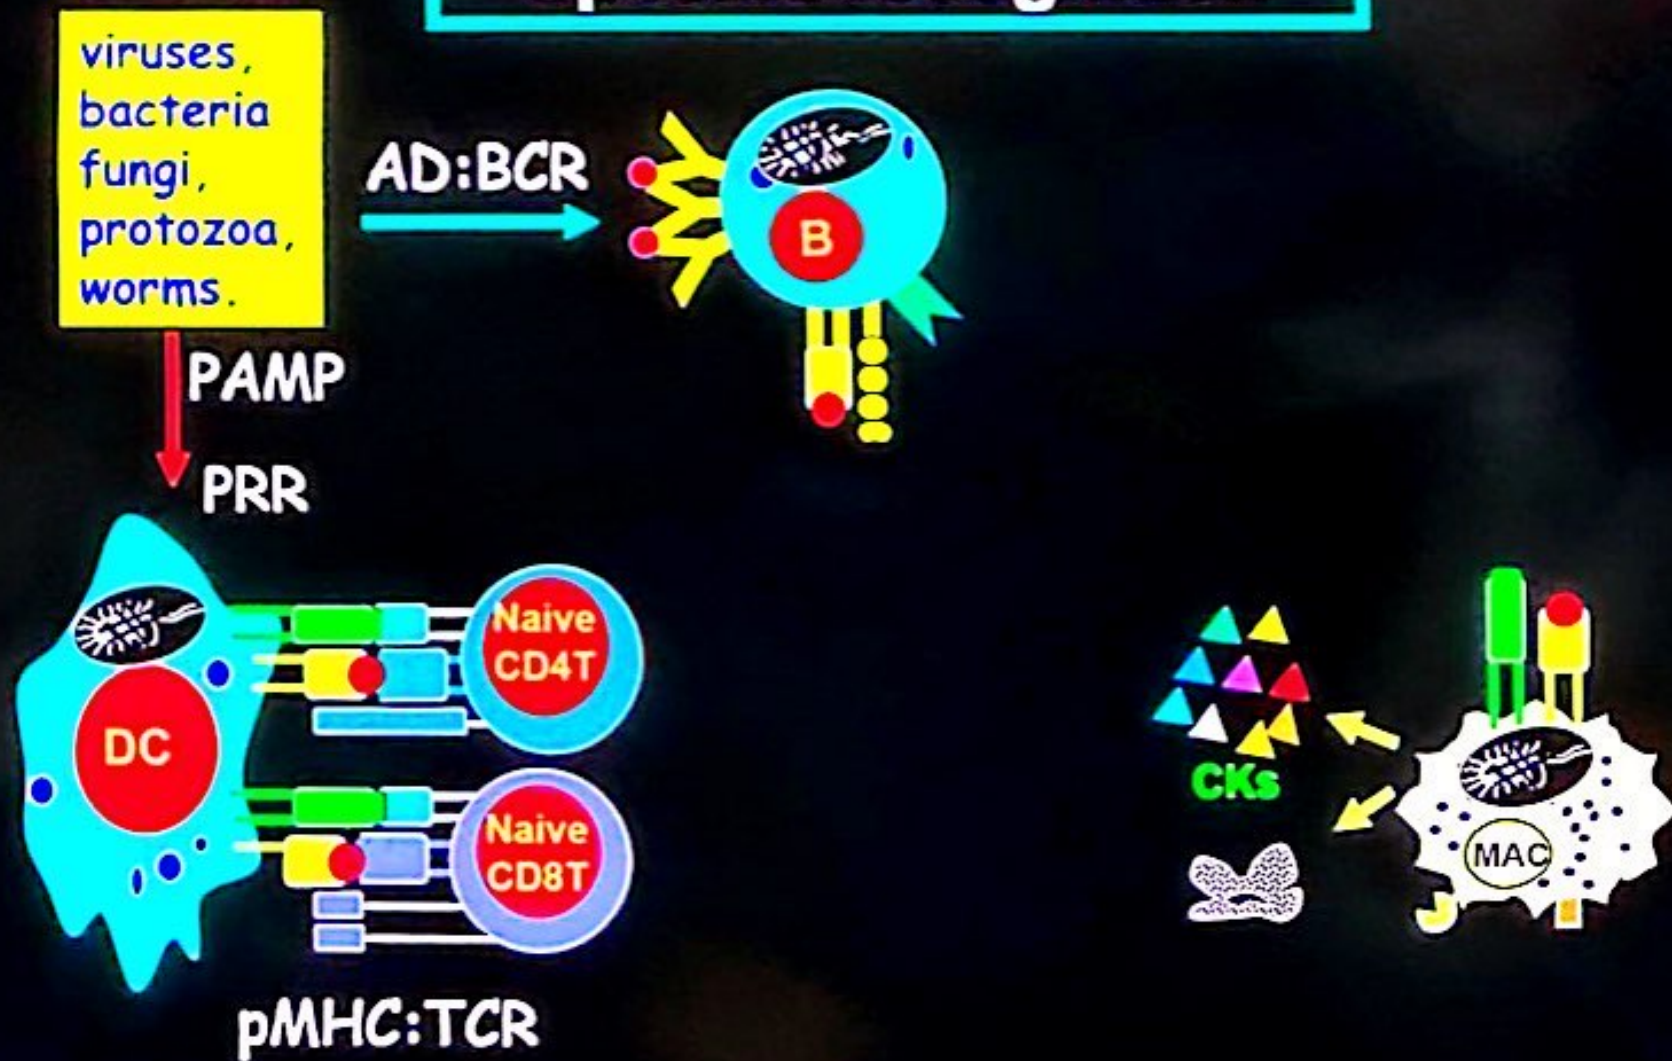 viruses,
bacteria
fungi,
protozoa,
worms.
AD:BCR
B
PAMP
PRR
Naive
CD4T
DC
Naive
CD8T
pMHC:TCR
CKs
MAC